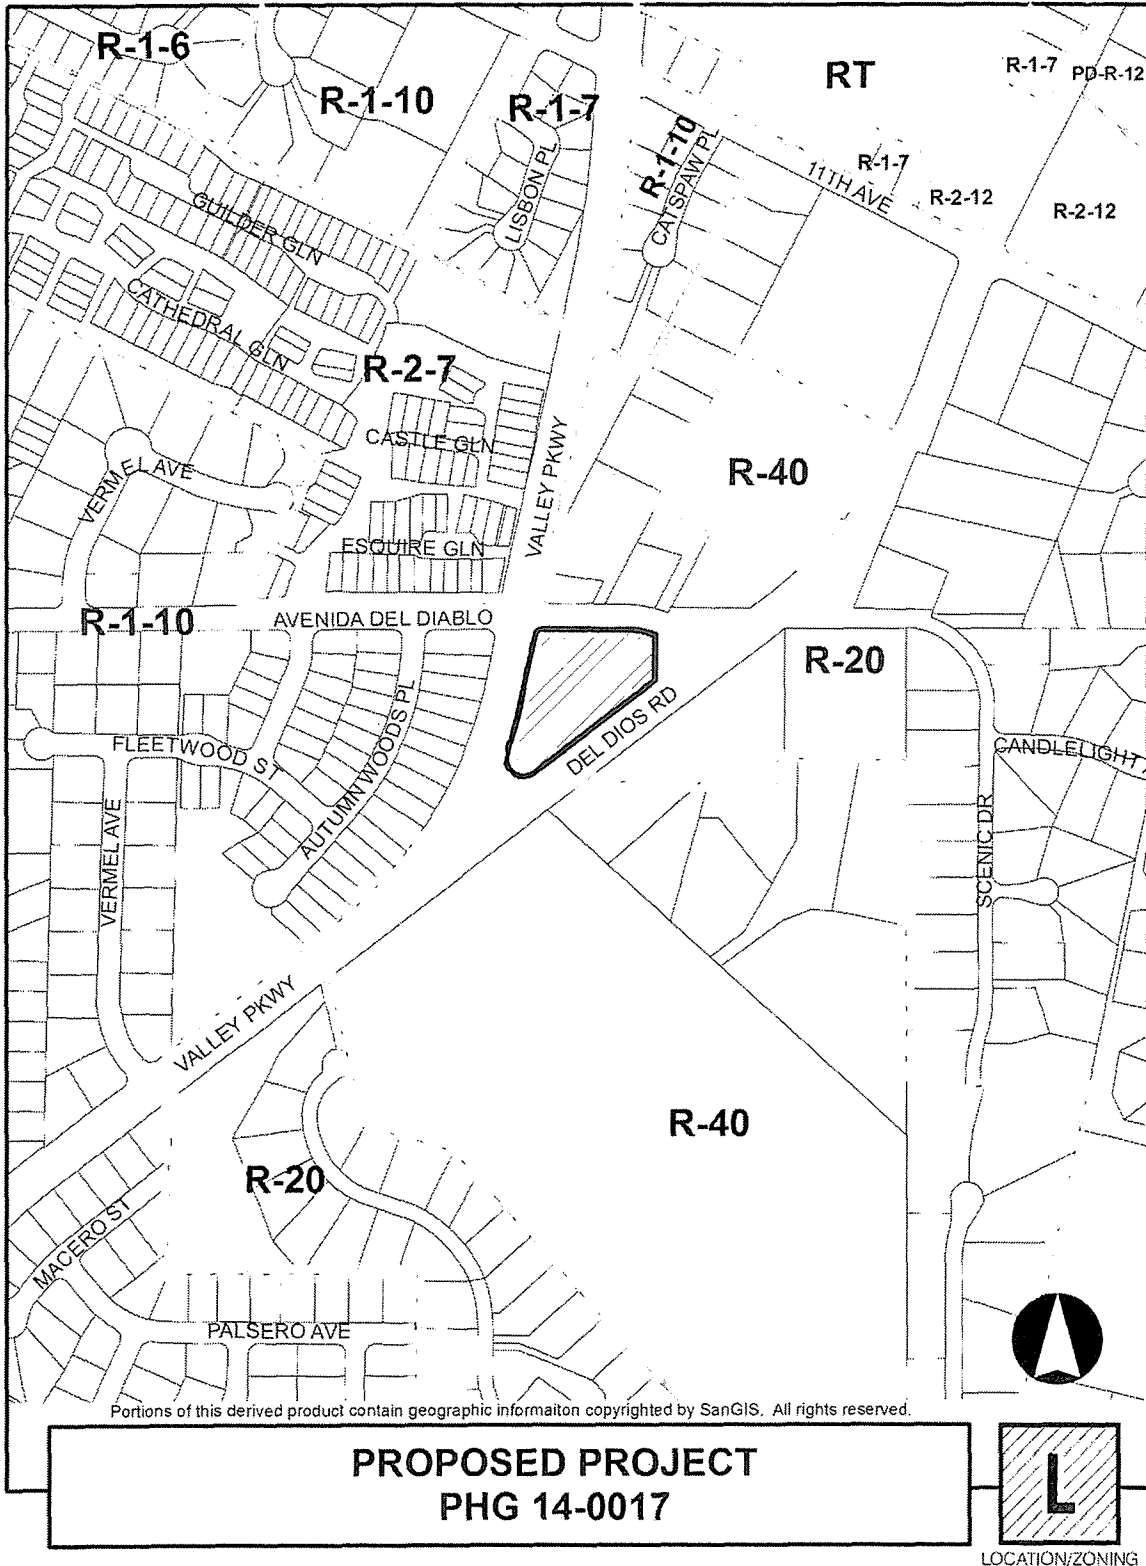 R-1-6
R-1-10
R-1-7
RT
R-1-7
PD-R-12
R-1-10
CATSPAW PL
LISBON PL
11TH AVE
R-1-7
R-2-12
R-2-12
GUILDER GLN
CATHEDRAL GLN
R-2-7
CASTLE GLN
VALLEY PKWY
R-40
VERMEL AVE
ESQUIRE GLN
R-1-10
AVENIDA DEL DIABLO
R-20
DEL DIOS RD
FLEETWOOD ST
AUTUMNWOODS PL
CANDLELIGHT
VERMEL AVE
SCENIC DR
VALLEY PKWY
R-40
R-20
MACERO ST
PALSERO AVE
Portions of this derived product contain geographic informaiton copyrighted by SanGIS. All rights reserved.
PROPOSED PROJECT
PHG 14-0017
L
LOCATION/ZONING